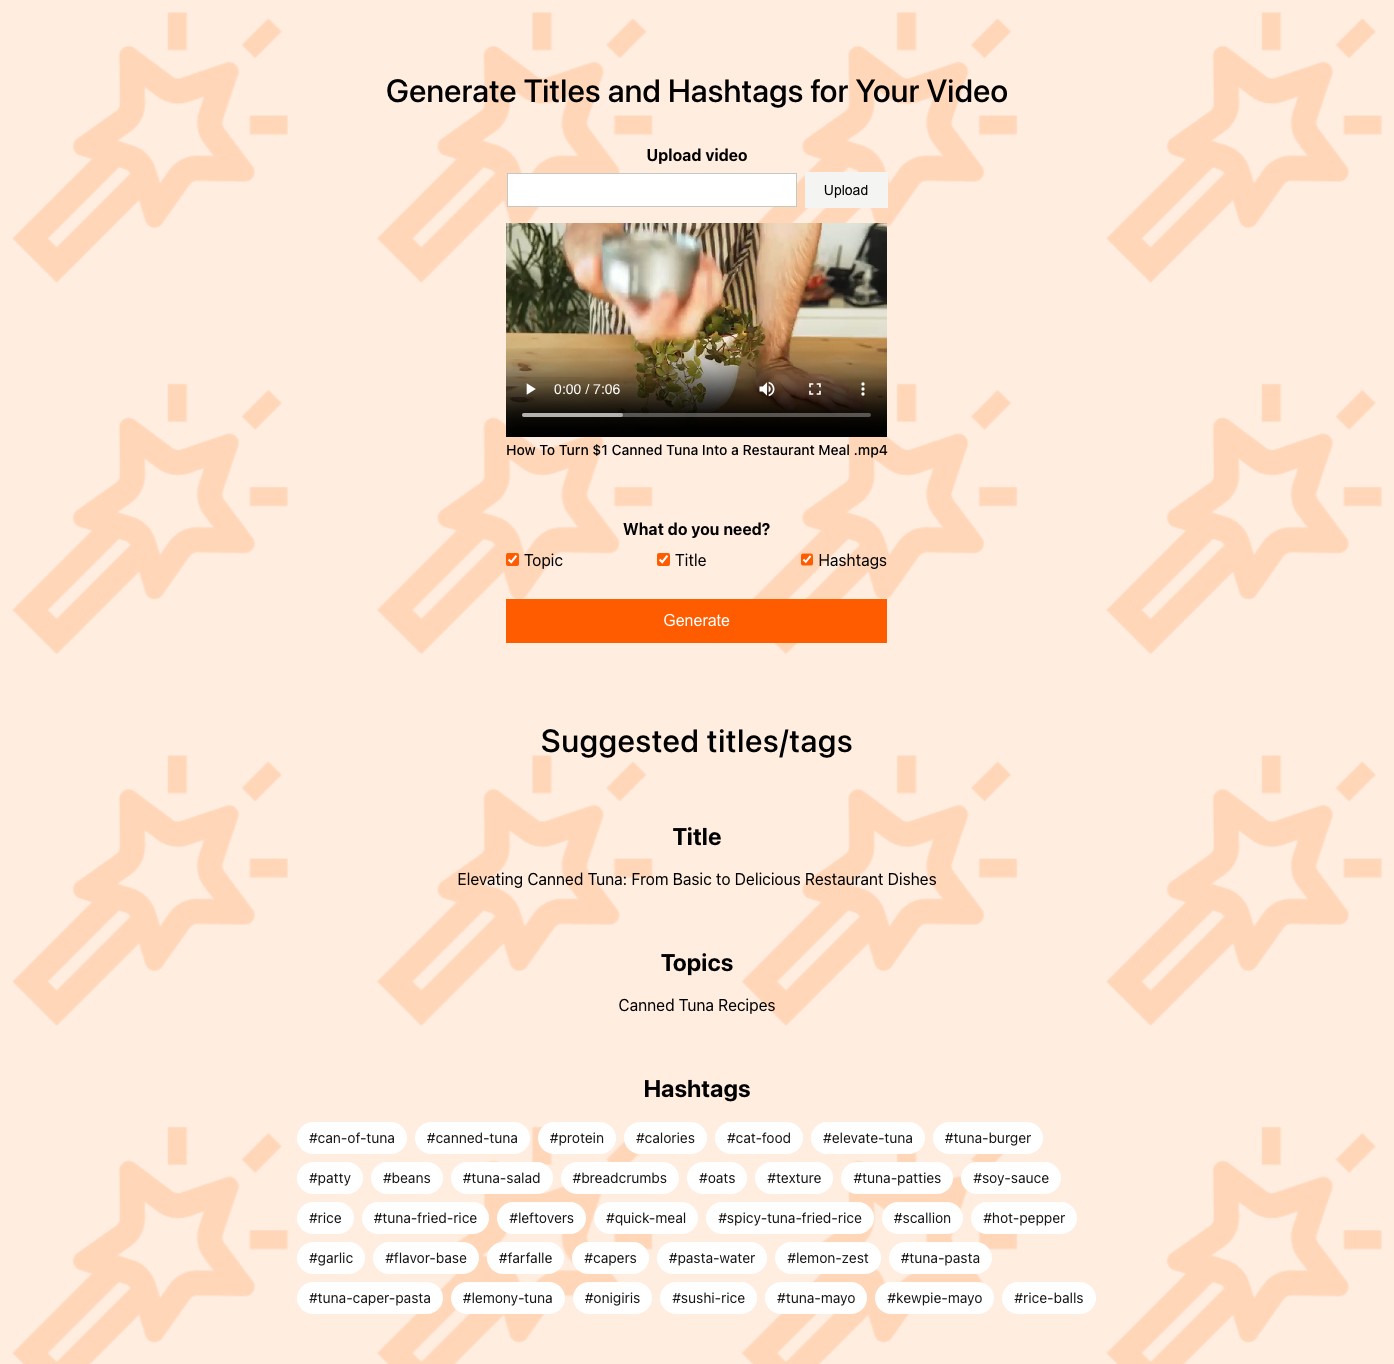 Generate Titles and Hashtags for Your Video
Upload video
Upload
0:00 / 7:06
How To Turn $1 Canned Tuna Into a Restaurant Meal .mp4
What do you need?
Topic Title Hashtags
Generate
Suggested titles/tags
Title
Elevating Canned Tuna: From Basic to Delicious Restaurant Dishes
Topics
Canned Tuna Recipes
Hashtags
#can-of-tuna #canned-tuna #protein #calories #cat-food #elevate-tuna #tuna-burger
#patty #beans #tuna-salad #breadcrumbs #oats #texture #tuna-patties #soy-sauce
#rice #tuna-fried-rice #leftovers #quick-meal #spicy-tuna-fried-rice #scallion #hot-pepper
#garlic #flavor-base #farfalle #capers #pasta-water #lemon-zest #tuna-pasta
#tuna-caper-pasta #lemony-tuna #onigiris #sushi-rice #tuna-mayo #kewpie-mayo #rice-balls